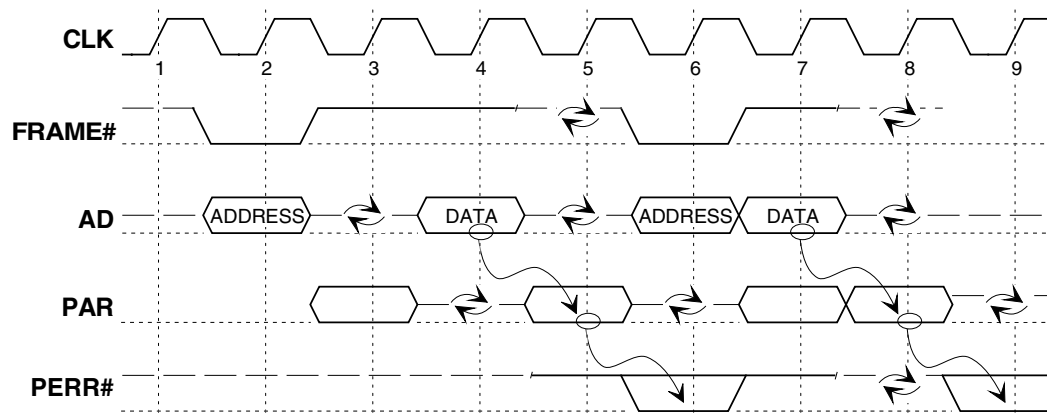 CLK
1 2 3 4 5 6 7 8 9
FRAME#
AD ADDRESS DATA ADDRESS DATA
PAR
PERR#